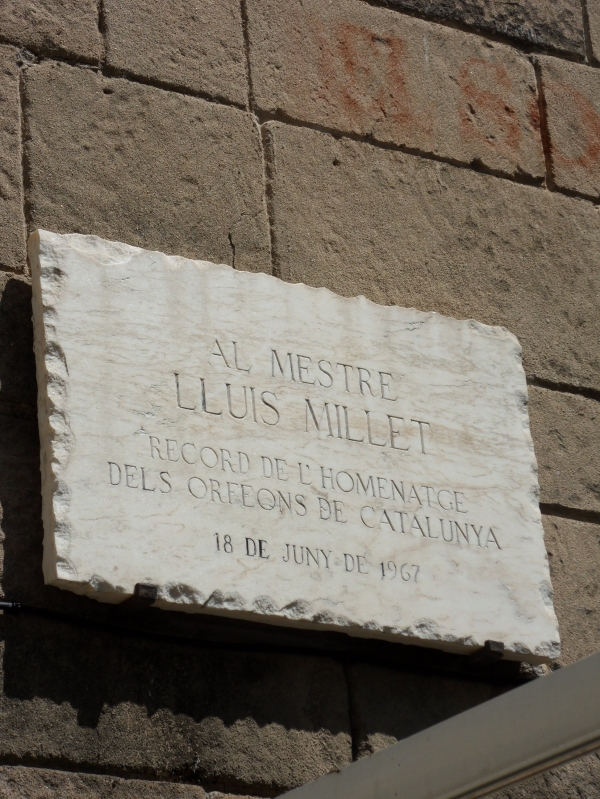 AL MESTRE
LLUIS MILLET
RECORD DE L'HOMENATGE
DELS ORFEONS DE CATALUNYA
18 DE JUNY DE 1967